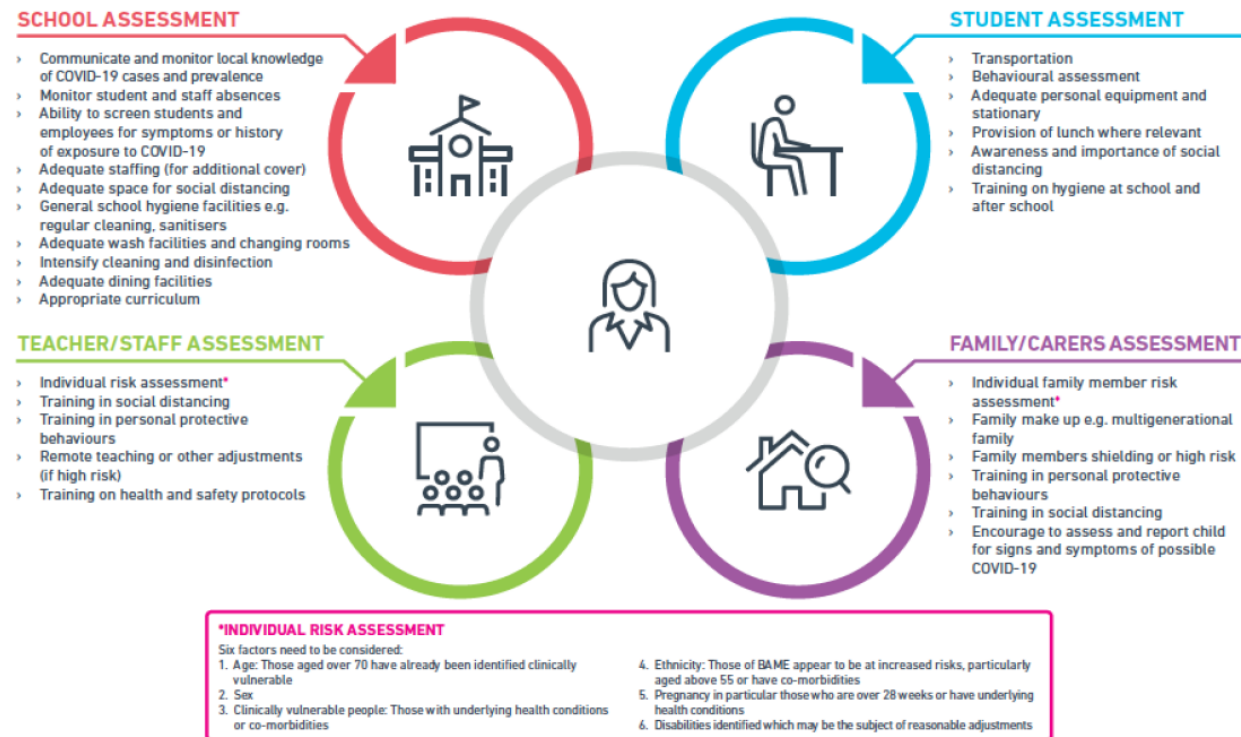 SCHOOL ASSESSMENT
› Communicate and monitor local knowledge
of COVID-19 cases and prevalence
› Monitor student and staff absences
› Ability to screen students and
employees for symptoms or history
of exposure to COVID-19
› Adequate staffing (for additional cover)
› Adequate space for social distancing
› General school hygiene facilities e.g.
regular cleaning, sanitisers
› Adequate wash facilities and changing rooms
› Intensify cleaning and disinfection
› Adequate dining facilities
› Appropriate curriculum
STUDENT ASSESSMENT
› Transportation
› Behavioural assessment
› Adequate personal equipment and
stationary
› Provision of lunch where relevant
› Awareness and importance of social
distancing
› Training on hygiene at school and
after school
TEACHER/STAFF ASSESSMENT
› Individual risk assessment*
› Training in social distancing
› Training in personal protective
behaviours
› Remote teaching or other adjustments
(if high risk)
› Training on health and safety protocols
FAMILY/CARERS ASSESSMENT
› Individual family member risk
assessment*
› Family make up e.g. multigenerational
family
› Family members shielding or high risk
› Training in personal protective
behaviours
› Training in social distancing
› Encourage to assess and report child
for signs and symptoms of possible
COVID-19
*INDIVIDUAL RISK ASSESSMENT
Six factors need to be considered:
1. Age: Those aged over 70 have already been identified clinically
vulnerable
2. Sex
3. Clinically vulnerable people: Those with underlying health conditions
or co-morbidities
4. Ethnicity: Those of BAME appear to be at increased risks, particularly
aged above 55 or have co-morbidities
5. Pregnancy in particular those who are over 28 weeks or have underlying
health conditions
6. Disabilities identified which may be the subject of reasonable adjustments